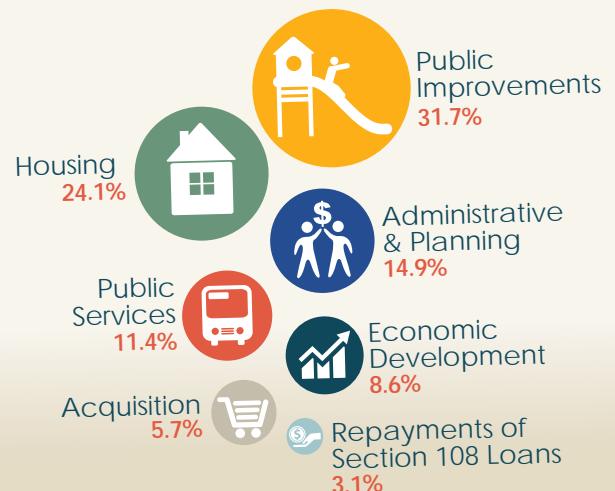 Public
Improvements
31.7%
Housing
24.1%
$
Administrative
& Planning
14.9%
Public
Services
11.4%
Economic
Development
8.6%
Acquisition
5.7%
$
Repayments of
Section 108 Loans
3.1%